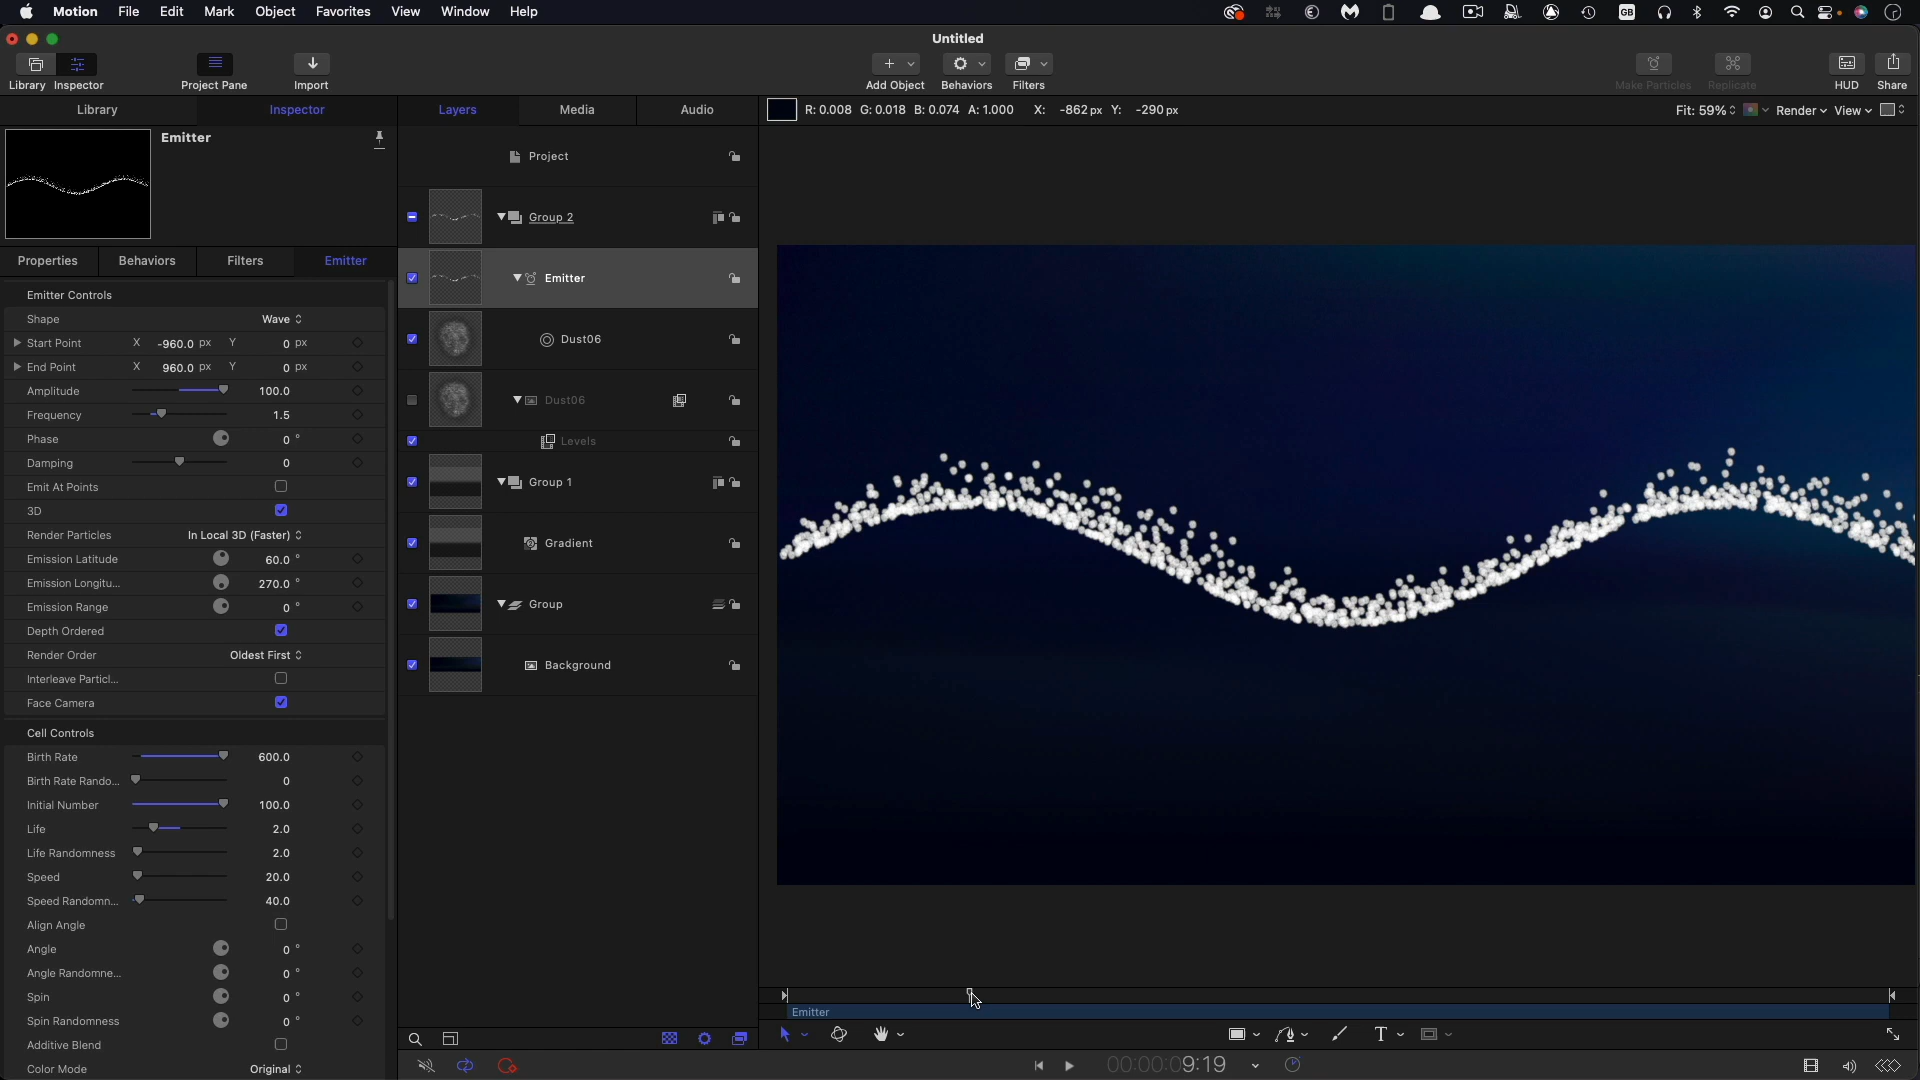 Motion File Edit Mark Object Favorites View Window Help
GB
Untitled
Library Inspector Project Pane Import Add Object Behaviors Filters Make Particles Replicate HUD Share
Library Inspector Layers Media Audio R: 0.008 G: 0.018 B: 0.074 A: 1.000 X: -862 px Y: -290 px Fit: 59% Render View
Emitter
Properties Behaviors Filters Emitter
Emitter Controls
Shape Wave
Start Point X -960.0 px Y 0 px
End Point X 960.0 px Y 0 px
Amplitude 100.0
Frequency 1.5
Phase 0 °
Damping 0
Emit At Points
3D
Render Particles In Local 3D (Faster)
Emission Latitude 60.0 °
Emission Longitu... 270.0 °
Emission Range 0 °
Depth Ordered
Render Order Oldest First
Interleave Particl...
Face Camera
Cell Controls
Birth Rate 600.0
Birth Rate Rando... 0
Initial Number 100.0
Life 2.0
Life Randomness 2.0
Speed 20.0
Speed Randomn... 40.0
Align Angle
Angle 0 °
Angle Randomne... 0 °
Spin 0 °
Spin Randomness 0 °
Additive Blend
Color Mode Original
Project
Group 2
Emitter
Dust06
Dust06
Levels
Group 1
Gradient
Group
Background
Emitter
T
00:00:09:19